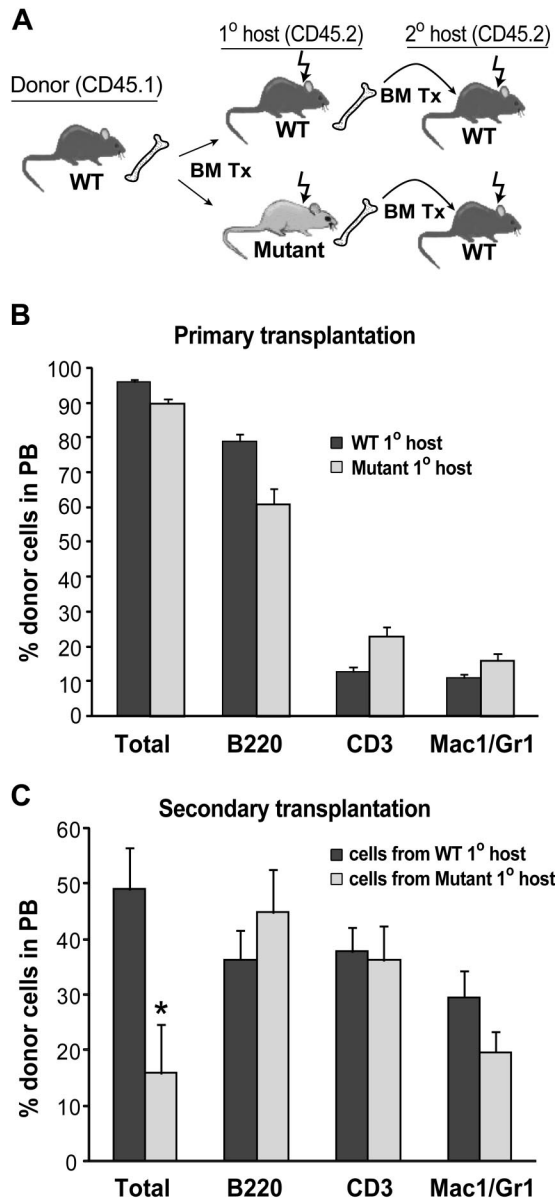 A
1° host (CD45.2) 2° host (CD45.2)
Donor (CD45.1)
WT
BM Tx
WT
BM Tx
WT
Mutant
BM Tx
WT
B
Primary transplantation
% donor cells in PB
100
90
80
70
60
50
40
30
20
10
0
WT 1° host
Mutant 1° host
Total B220 CD3 Mac1/Gr1
C
Secondary transplantation
% donor cells in PB
60
50
40
30
20
10
0
cells from WT 1° host
cells from Mutant 1° host
*
Total B220 CD3 Mac1/Gr1